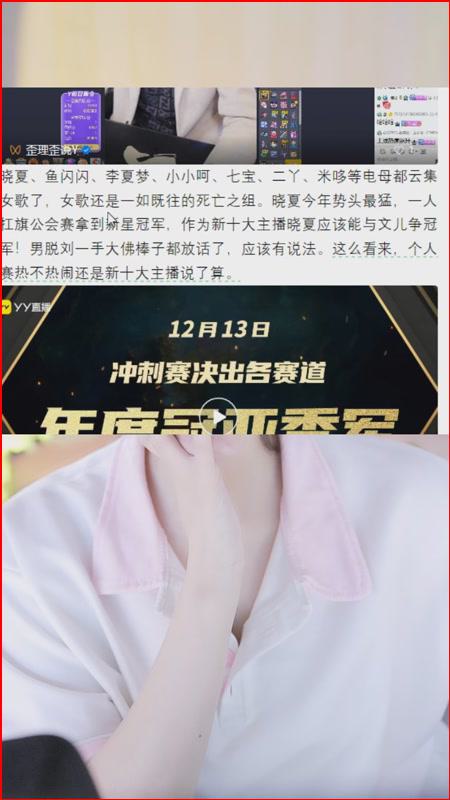 歪理歪说Y
晓夏、鱼闪闪、李夏梦、小小呵、七宝、二丫、米哆等电母都云集
女歌了，女歌还是一如既往的死亡之组。晓夏今年势头最猛，一人
扛旗公会赛拿到新星冠军，作为新十大主播晓夏应该能与文儿争冠
军！男脱刘一手大佛榛子都放话了，应该有说法。这么看来，个人
赛热不热闹还是新十大主播说了算。
YY直播
12月13日
冲刺赛决出各赛道
年度冠亚季军